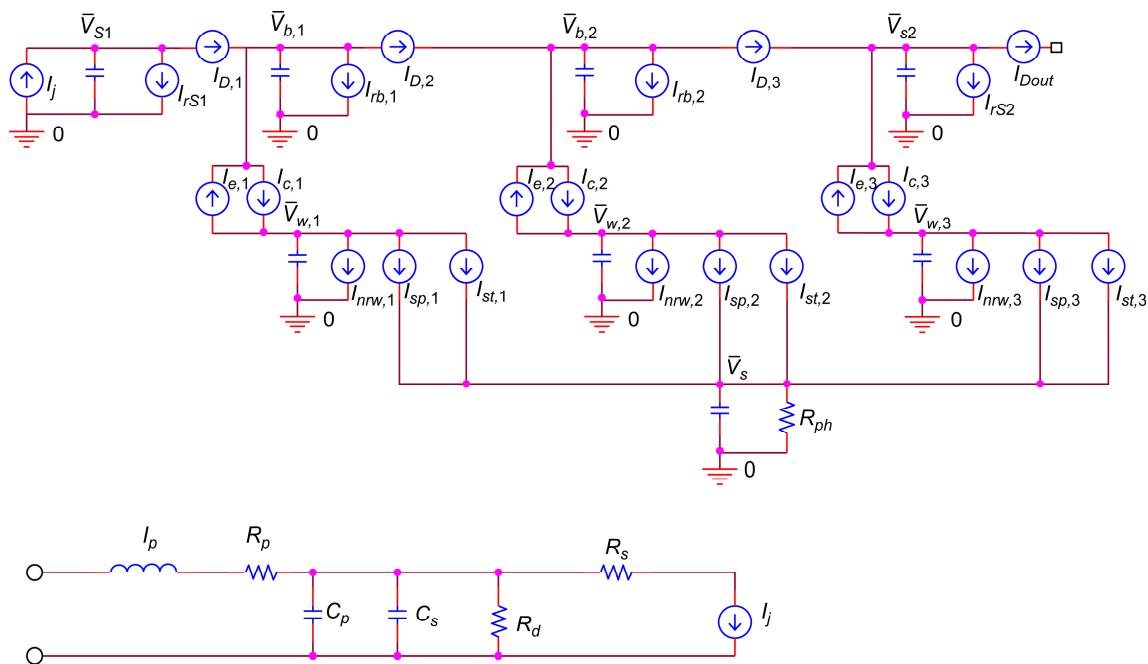 V̄S1 V̄b,1 V̄b,2 V̄s2
Ij IrS1 ID,1 Irb,1 ID,2 Irb,2 ID,3 IrS2 IDout
0 0 0 0
Ie,1 Ic,1 Ie,2 Ic,2 Ie,3 Ic,3
V̄w,1 V̄w,2 V̄w,3
Inrw,1 Isp,1 Ist,1 Inrw,2 Isp,2 Ist,2 Inrw,3 Isp,3 Ist,3
0 0 0
V̄s
Rph
0
Ip Rp Rs
Cp Cs Rd Ij